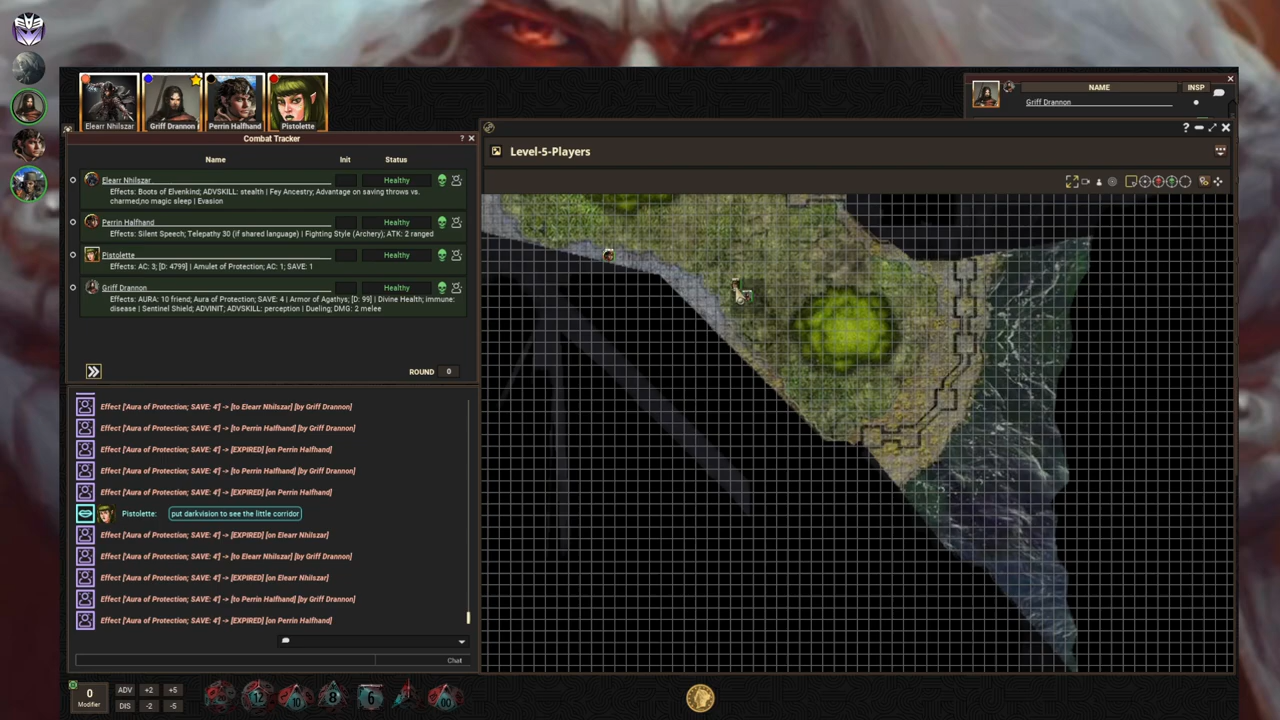 Elearr Nhilszar
Griff Drannon
Perrin Halfhand
Pistolette
NAME INSP
Griff Drannon
Combat Tracker
? ×
Name Init Status
Elearr Nhilszar Healthy
Effects: Boots of Elvenkind; ADVSKILL: stealth | Fey Ancestry; Advantage on saving throws vs.
charmed,no magic sleep | Evasion
Perrin Halfhand Healthy
Effects: Silent Speech; Telepathy 30 (if shared language) | Fighting Style (Archery); ATK: 2 ranged
Pistolette Healthy
Effects: AC: 3; [D: 4799] | Amulet of Protection; AC: 1; SAVE: 1
Griff Drannon Healthy
Effects: AURA: 10 friend; Aura of Protection; SAVE: 4 | Armor of Agathys; [D: 99] | Divine Health; immune:
disease | Sentinel Shield; ADVINIT; ADVSKILL: perception | Dueling; DMG: 2 melee
ROUND 0
Level-5-Players
Effect ['Aura of Protection; SAVE: 4'] -> [to Elearr Nhilszar] [by Griff Drannon]
Effect ['Aura of Protection; SAVE: 4'] -> [to Perrin Halfhand] [by Griff Drannon]
Effect ['Aura of Protection; SAVE: 4'] -> [EXPIRED] [on Perrin Halfhand]
Effect ['Aura of Protection; SAVE: 4'] -> [to Perrin Halfhand] [by Griff Drannon]
Effect ['Aura of Protection; SAVE: 4'] -> [EXPIRED] [on Perrin Halfhand]
Pistolette: put darkvision to see the little corridor
Effect ['Aura of Protection; SAVE: 4'] -> [EXPIRED] [on Elearr Nhilszar]
Effect ['Aura of Protection; SAVE: 4'] -> [to Elearr Nhilszar] [by Griff Drannon]
Effect ['Aura of Protection; SAVE: 4'] -> [EXPIRED] [on Elearr Nhilszar]
Effect ['Aura of Protection; SAVE: 4'] -> [to Perrin Halfhand] [by Griff Drannon]
Effect ['Aura of Protection; SAVE: 4'] -> [EXPIRED] [on Perrin Halfhand]
Chat
0
Modifier
ADV +2 +5
DIS -2 -5
12 10 8 6 00